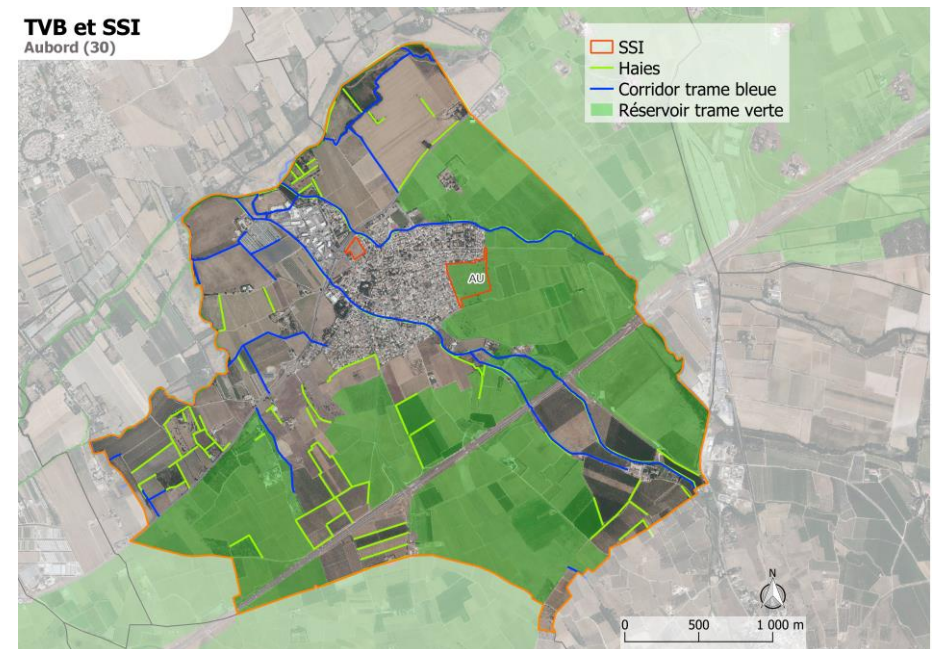 TVB et SSI
Aubord (30)
SSI
Haies
Corridor trame bleue
Réservoir trame verte
AU
N
0 500 1 000 m